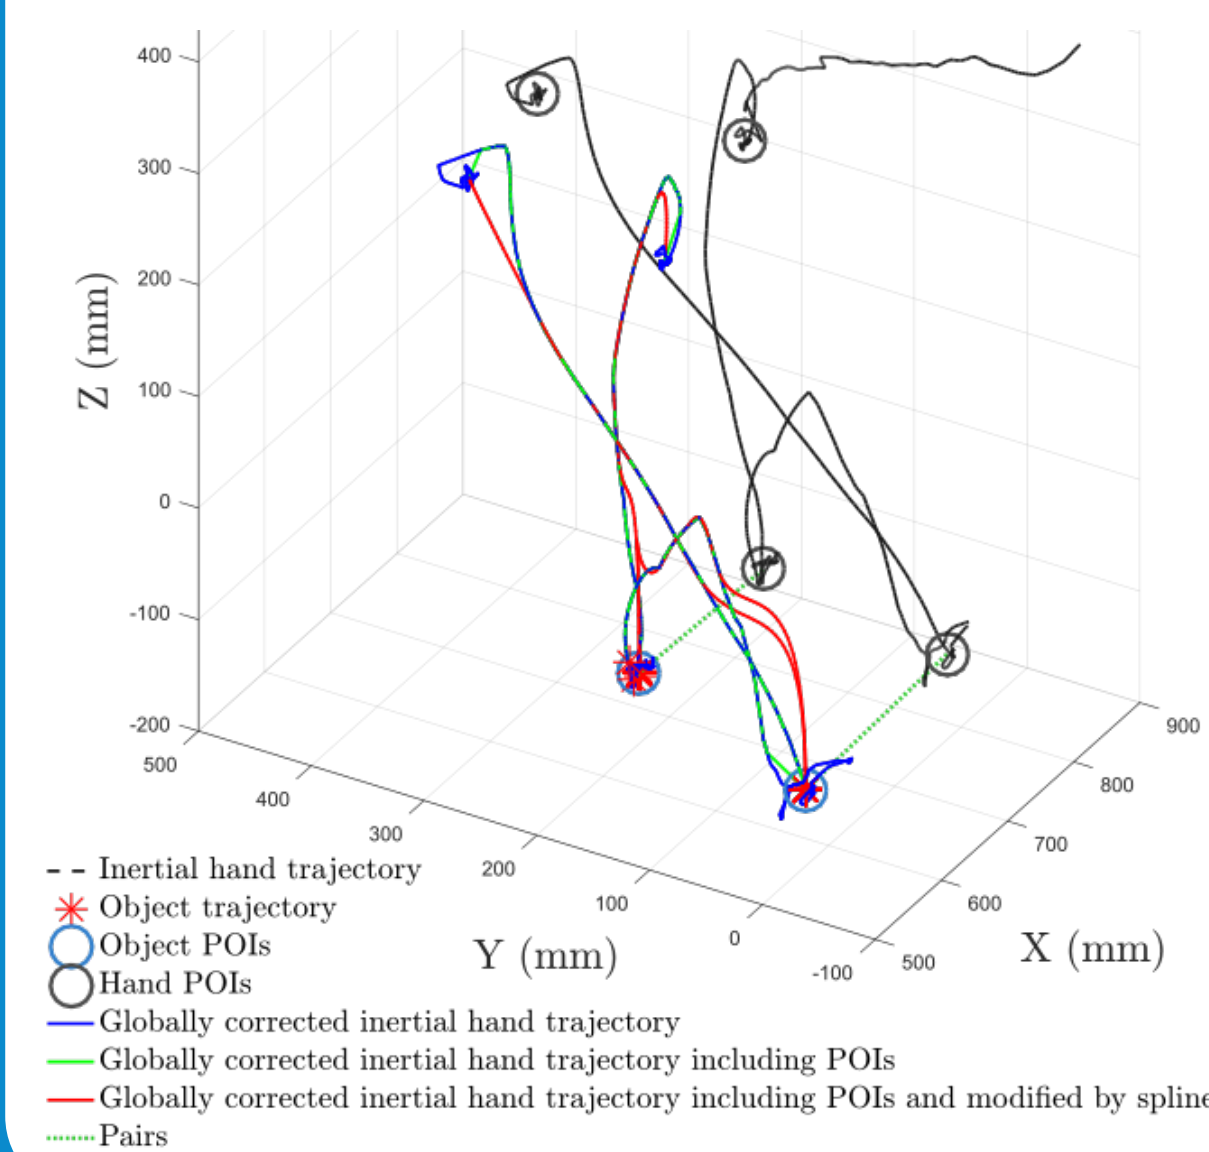 400
300
200
100
0
-100
-200
Z (mm)
500
400
300
200
100
0
-100
Y (mm)
500
600
700
800
900
X (mm)
Inertial hand trajectory
Object trajectory
Object POIs
Hand POIs
Globally corrected inertial hand trajectory
Globally corrected inertial hand trajectory including POIs
Globally corrected inertial hand trajectory including POIs and modified by spline
Pairs